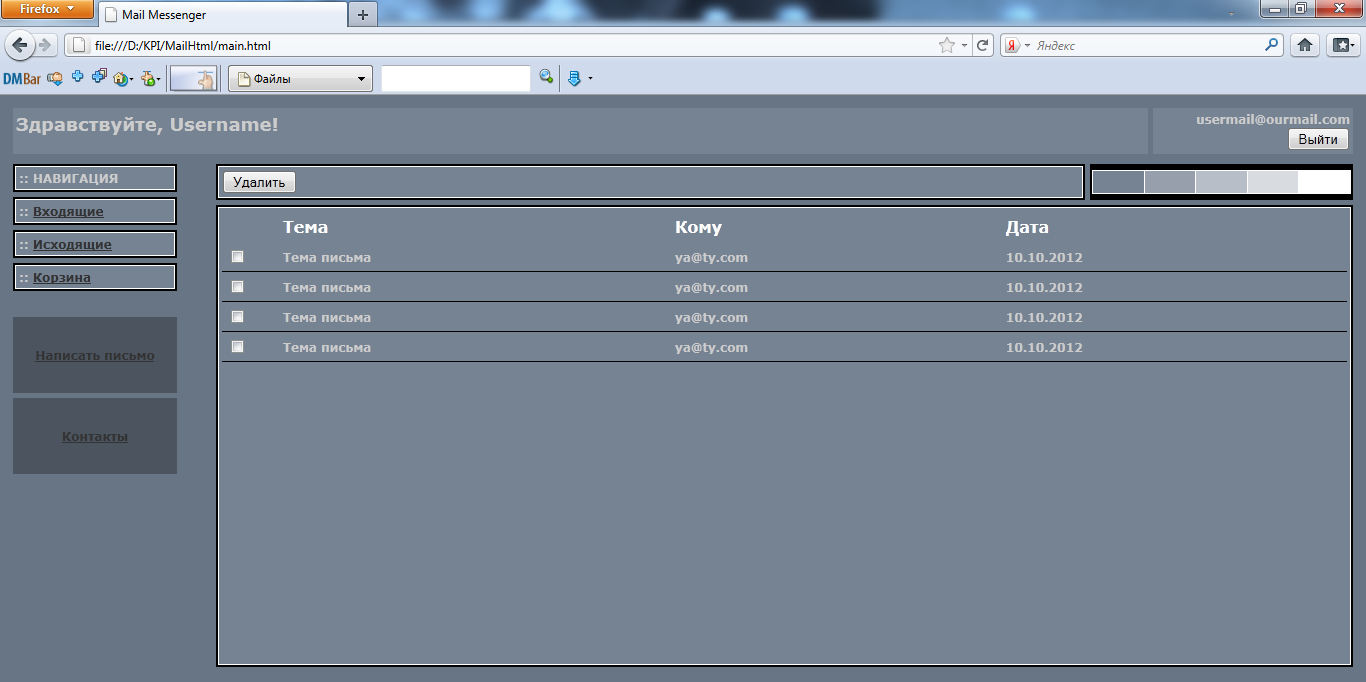 Firefox
Mail Messenger
file:///D:/KPI/MailHtml/main.html
Я
Яндекс
DMBar
Файлы
Здравствуйте, Username!
usermail@ourmail.com
Выйти
:: НАВИГАЦИЯ
Удалить
:: Входящие
:: Исходящие
:: Корзина
Написать письмо
Контакты
Тема Кому Дата
Тема письма ya@ty.com 10.10.2012
Тема письма ya@ty.com 10.10.2012
Тема письма ya@ty.com 10.10.2012
Тема письма ya@ty.com 10.10.2012